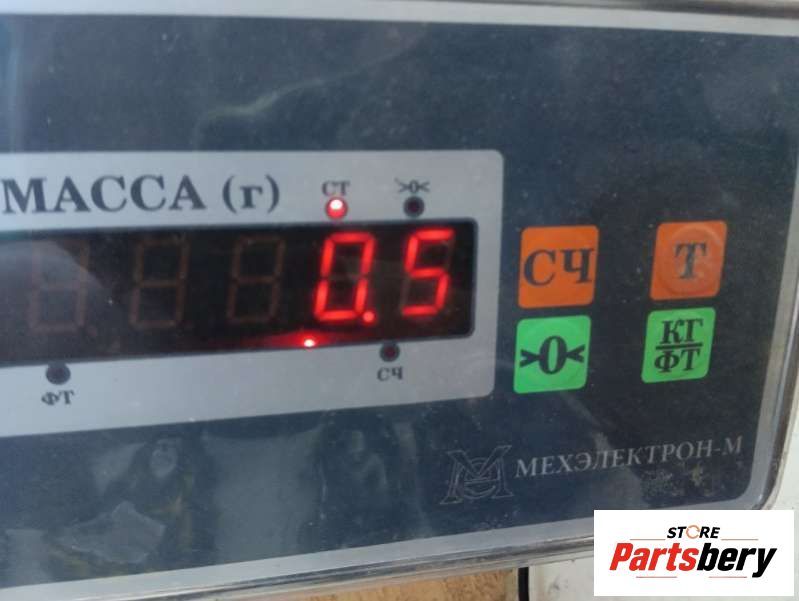 МАССА (г)
СТ
>0<
0.5
СЧ
Т
>0<
КГ
ФТ
ФТ
СЧ
МЕХЭЛЕКТРОН-М
STORE
Partsbery